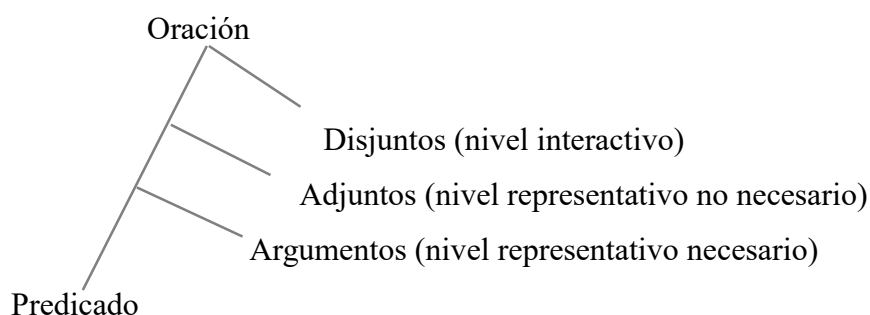 Oración
Disjuntos (nivel interactivo)
Adjuntos (nivel representativo no necesario)
Argumentos (nivel representativo necesario)
Predicado